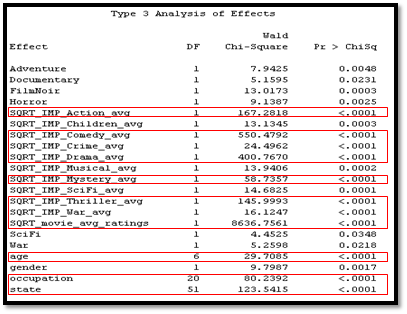 Type 3 Analysis of Effects
Wald
Effect DF Chi-Square Pr > ChiSq
Adventure 1 7.9425 0.0048
Documentary 1 5.1595 0.0231
FilmNoir 1 13.0173 0.0003
Horror 1 9.1387 0.0025
SQRT_IMP_Action_avg 1 167.2818 <.0001
SQRT_IMP_Children_avg 1 13.1345 0.0003
SQRT_IMP_Comedy_avg 1 550.4792 <.0001
SQRT_IMP_Crime_avg 1 24.4962 <.0001
SQRT_IMP_Drama_avg 1 400.7670 <.0001
SQRT_IMP_Musical_avg 1 13.9406 0.0002
SQRT_IMP_Mystery_avg 1 58.7357 <.0001
SQRT_IMP_SciFi_avg 1 14.6825 0.0001
SQRT_IMP_Thriller_avg 1 145.9993 <.0001
SQRT_IMP_War_avg 1 16.1247 <.0001
SQRT_movie_avg_ratings 1 8636.7561 <.0001
SciFi 1 4.4525 0.0348
War 1 5.2598 0.0218
age 6 29.7085 <.0001
gender 1 9.7987 0.0017
occupation 20 80.2392 <.0001
state 51 123.5415 <.0001